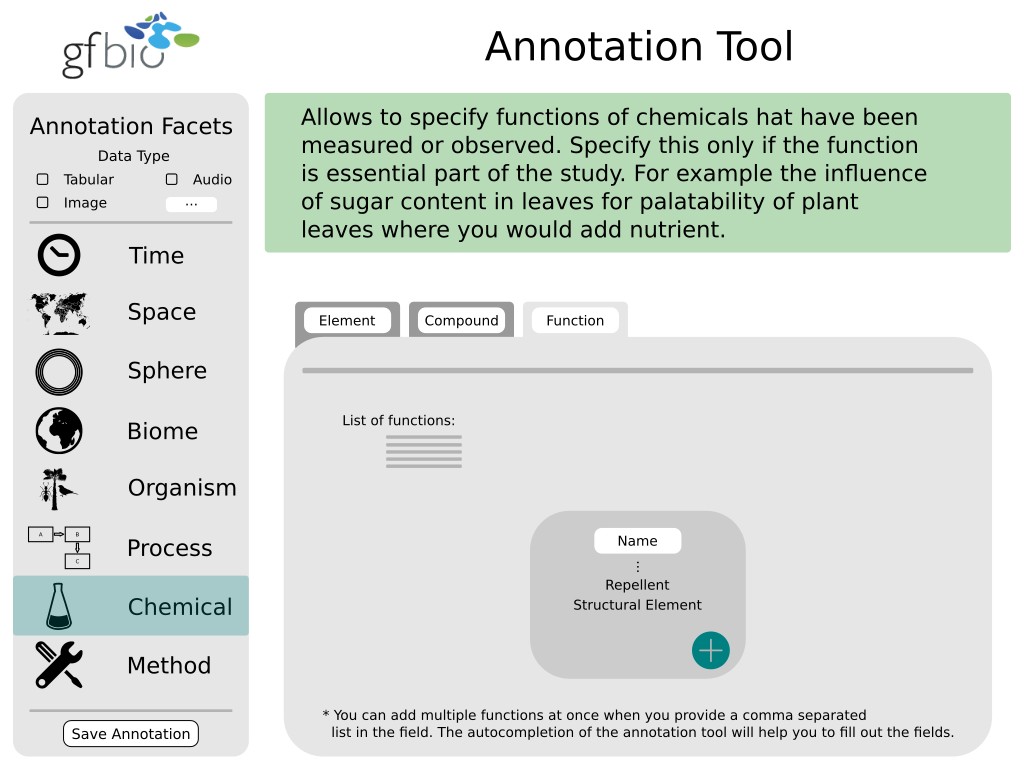 gfbio
Annotation Tool
Annotation Facets
Data Type
Tabular
Audio
Image
...
Time
Space
Sphere
Biome
Organism
A
B
C
Process
Chemical
Method
Save Annotation
Allows to specify functions of chemicals hat have been
measured or observed. Specify this only if the function
is essential part of the study. For example the influence
of sugar content in leaves for palatability of plant
leaves where you would add nutrient.
Element
Compound
Function
List of functions:
Name
⋮
Repellent
Structural Element
* You can add multiple functions at once when you provide a comma separated
list in the field. The autocompletion of the annotation tool will help you to fill out the fields.